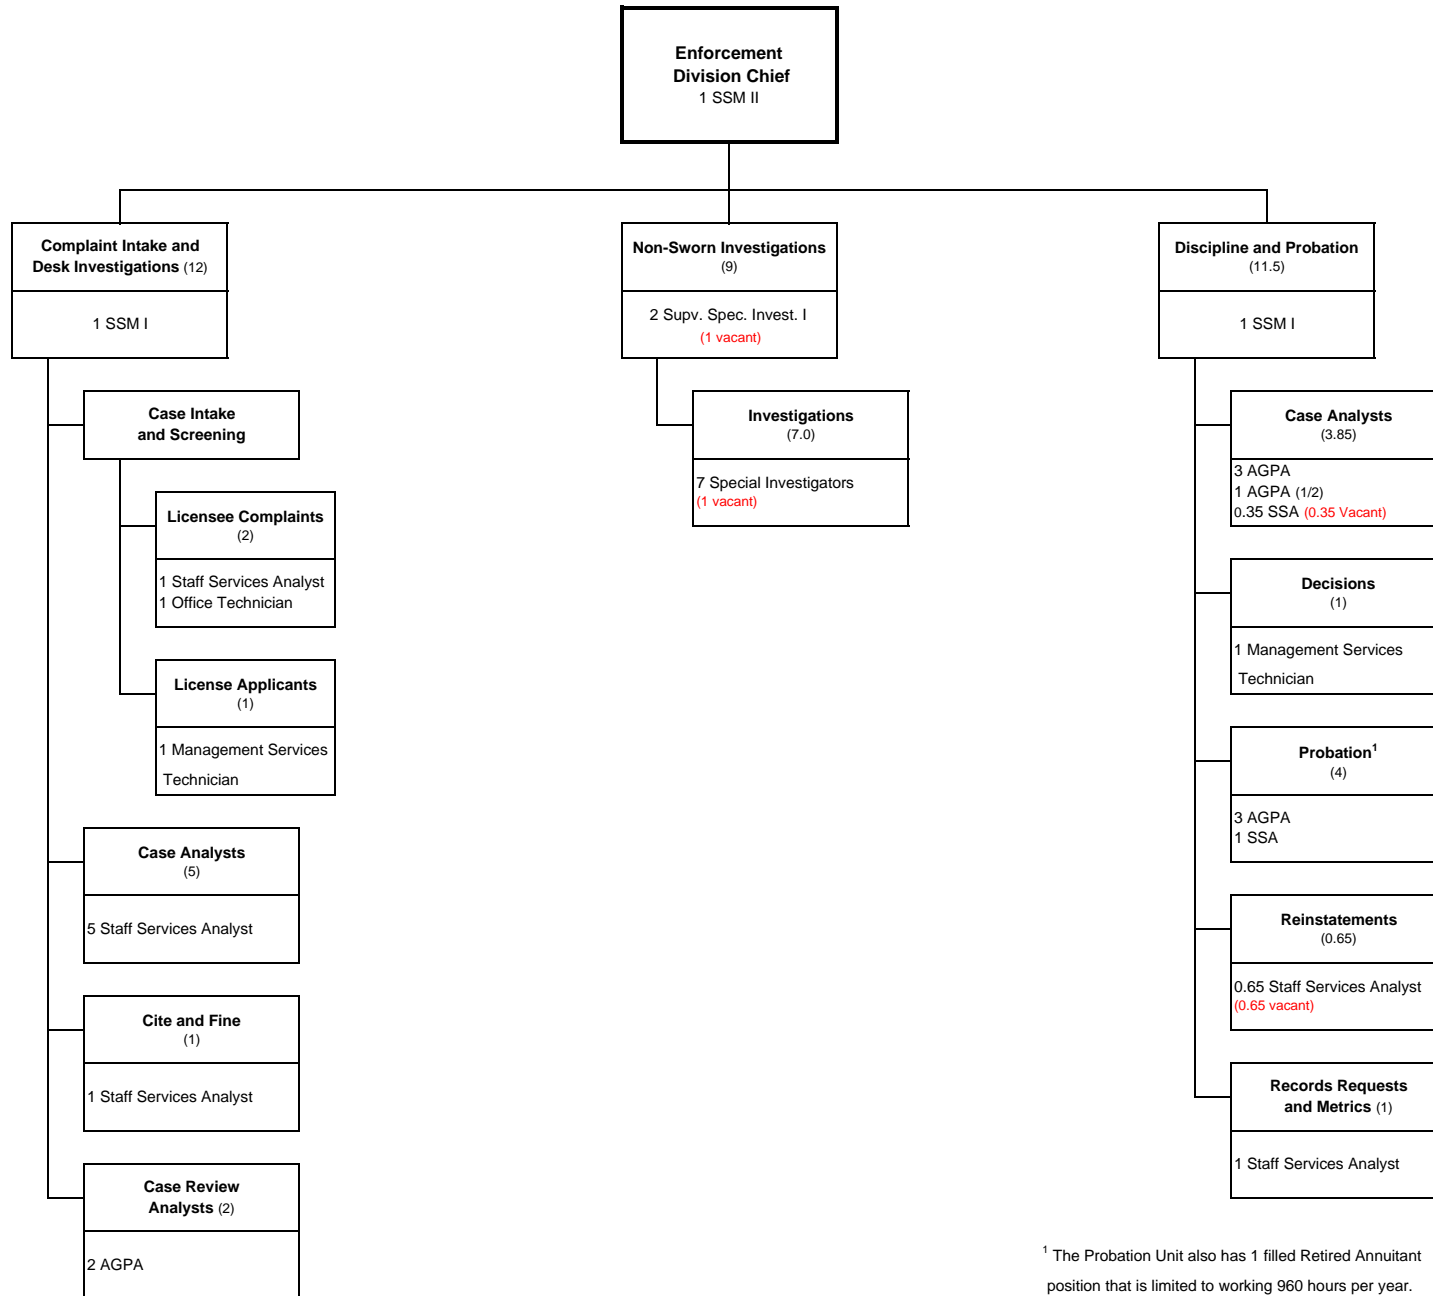 Enforcement
Division Chief
1 SSM II
Complaint Intake and
Desk Investigations (12)
1 SSM I
Case Intake
and Screening
Licensee Complaints
(2)
1 Staff Services Analyst
1 Office Technician
License Applicants
(1)
1 Management Services
Technician
Case Analysts
(5)
5 Staff Services Analyst
Cite and Fine
(1)
1 Staff Services Analyst
Case Review
Analysts (2)
2 AGPA
Non-Sworn Investigations
(9)
2 Supv. Spec. Invest. I
(1 vacant)
Investigations
(7.0)
7 Special Investigators
(1 vacant)
Discipline and Probation
(11.5)
1 SSM I
Case Analysts
(3.85)
3 AGPA
1 AGPA (1/2)
0.35 SSA (0.35 Vacant)
Decisions
(1)
1 Management Services
Technician
Probation¹
(4)
3 AGPA
1 SSA
Reinstatements
(0.65)
0.65 Staff Services Analyst
(0.65 vacant)
Records Requests
and Metrics (1)
1 Staff Services Analyst
¹ The Probation Unit also has 1 filled Retired Annuitant
position that is limited to working 960 hours per year.